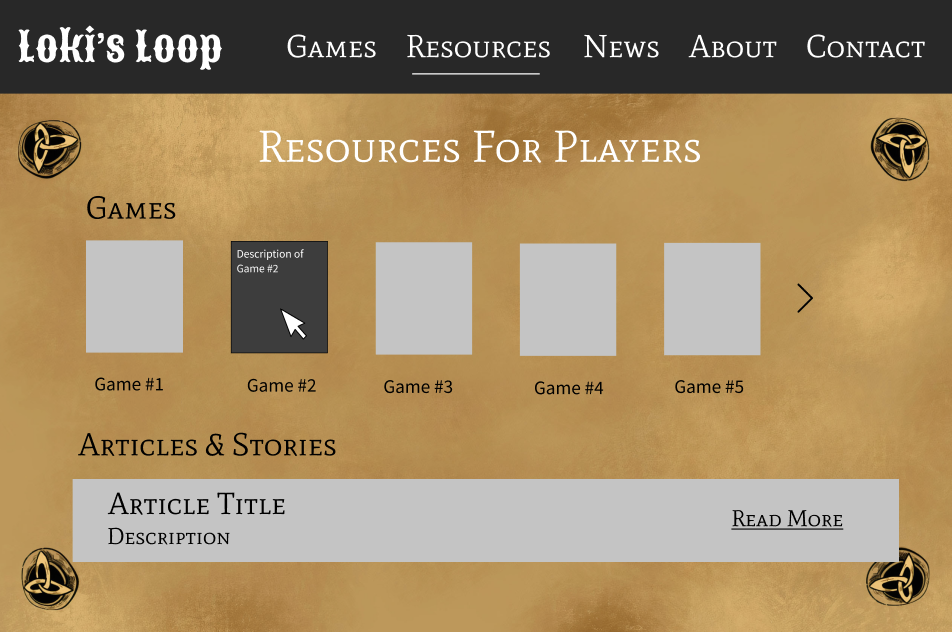 Loki's Loop
Games Resources News About Contact
Resources For Players
Games
Description of
Game #2
Game #1 Game #2 Game #3 Game #4 Game #5
Articles & Stories
Article Title
Description
Read More